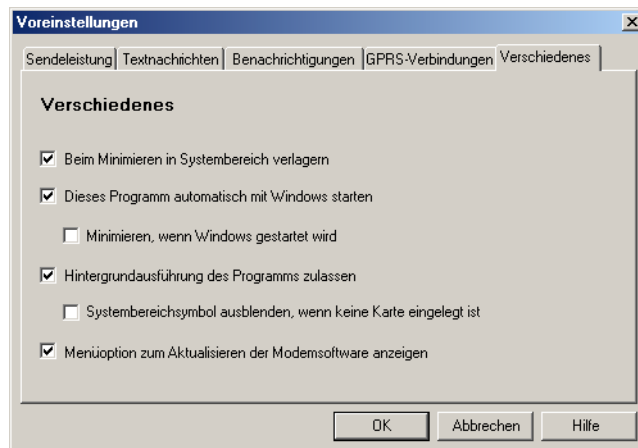 Voreinstellungen
Sendeleistung Textnachrichten Benachrichtigungen GPRS-Verbindungen Verschiedenes
Verschiedenes
Beim Minimieren in Systembereich verlagern
Dieses Programm automatisch mit Windows starten
Minimieren, wenn Windows gestartet wird
Hintergrundausführung des Programms zulassen
Systembereichsymbol ausblenden, wenn keine Karte eingelegt ist
Menüoption zum Aktualisieren der Modemsoftware anzeigen
OK Abbrechen Hilfe